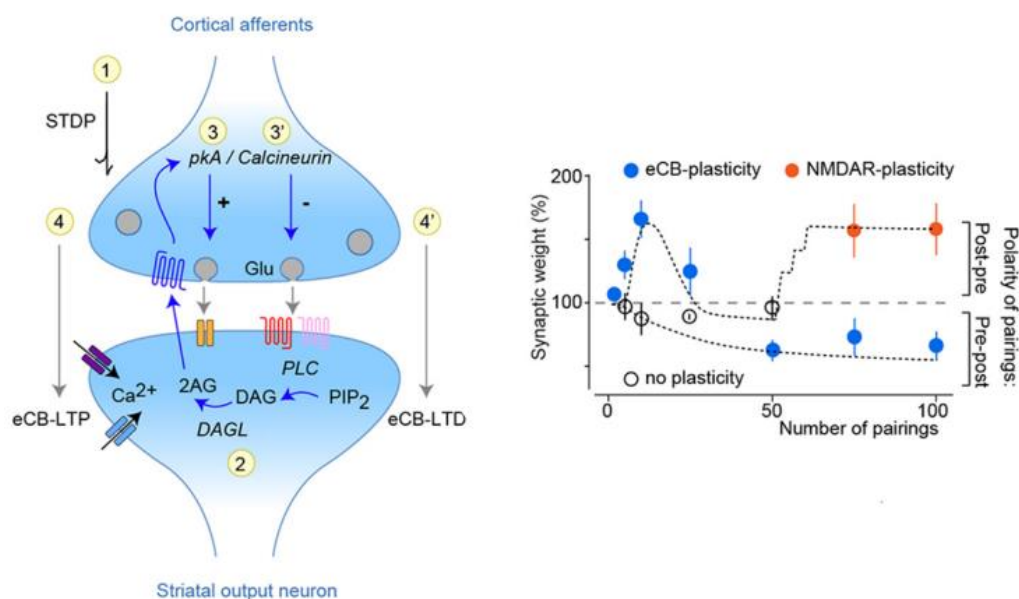 Cortical afferents
1
STDP
3
3'
pkA / Calcineurin
+
-
4
4'
Glu
PLC
2AG
Ca2+
DAG
PIP2
DAGL
eCB-LTP
eCB-LTD
2
Striatal output neuron
eCB-plasticity
NMDAR-plasticity
200
100
Synaptic weight (%)
no plasticity
0
50
100
Number of pairings
Polarity of pairings:
Post-pre
Pre-post